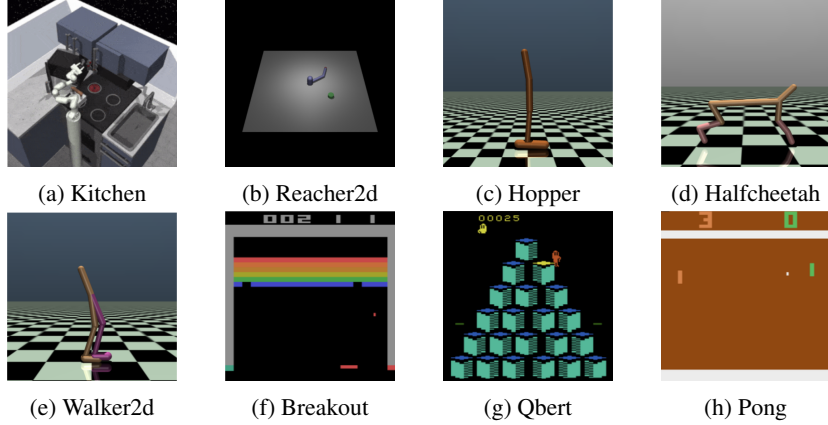 (a) Kitchen
(b) Reacher2d
(c) Hopper
(d) Halfcheetah
002 1 1
00025
3 0
(e) Walker2d
(f) Breakout
(g) Qbert
(h) Pong